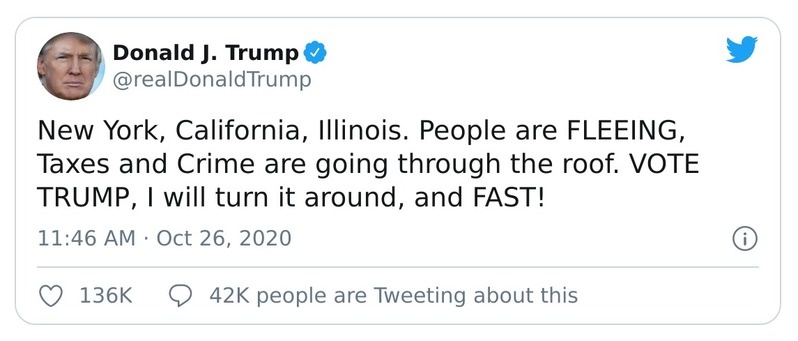 Donald J. Trump
@realDonaldTrump
New York, California, Illinois. People are FLEEING,
Taxes and Crime are going through the roof. VOTE
TRUMP, I will turn it around, and FAST!
11:46 AM · Oct 26, 2020
136K 42K people are Tweeting about this